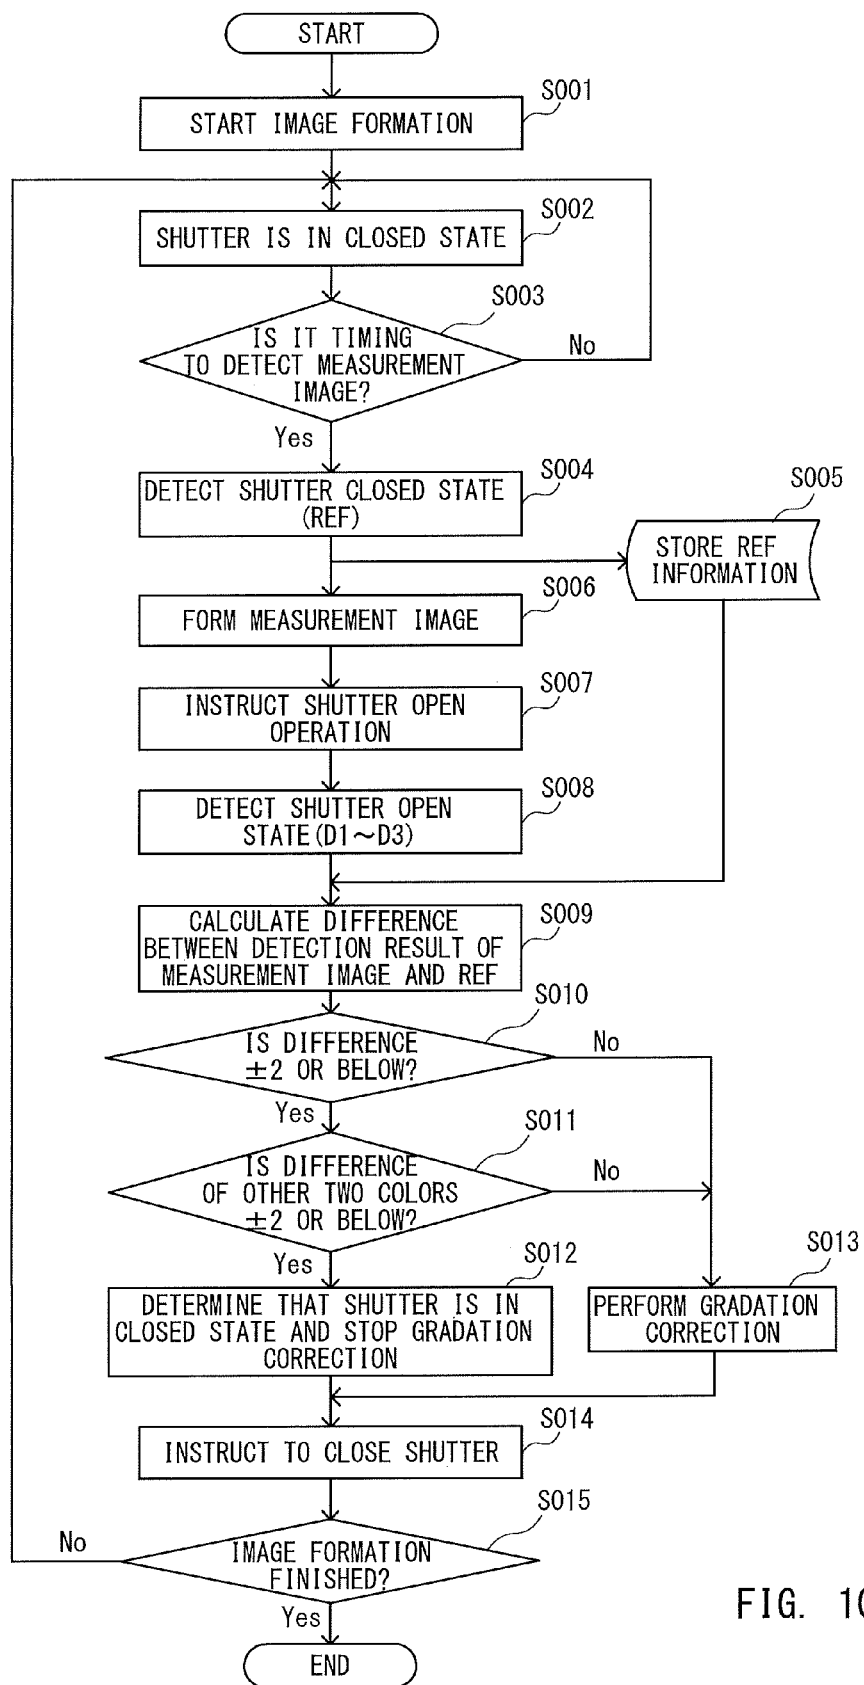 START
S001
START IMAGE FORMATION
S002
SHUTTER IS IN CLOSED STATE
S003
IS IT TIMING
TO DETECT MEASUREMENT
IMAGE?
No
Yes
S004
DETECT SHUTTER CLOSED STATE
(REF)
S005
STORE REF
INFORMATION
S006
FORM MEASUREMENT IMAGE
S007
INSTRUCT SHUTTER OPEN
OPERATION
S008
DETECT SHUTTER OPEN
STATE(D1~D3)
S009
CALCULATE DIFFERENCE
BETWEEN DETECTION RESULT OF
MEASUREMENT IMAGE AND REF
S010
IS DIFFERENCE
±2 OR BELOW?
No
Yes
S011
IS DIFFERENCE
OF OTHER TWO COLORS
±2 OR BELOW?
No
Yes
S012
DETERMINE THAT SHUTTER IS IN
CLOSED STATE AND STOP GRADATION
CORRECTION
S013
PERFORM GRADATION
CORRECTION
S014
INSTRUCT TO CLOSE SHUTTER
S015
IMAGE FORMATION
FINISHED?
No
Yes
END
FIG. 10